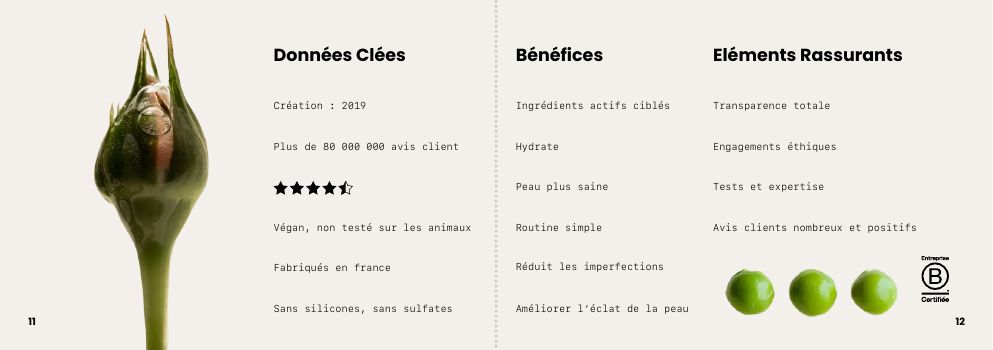 Données Clées
Création : 2019
Plus de 80 000 000 avis client
Végan, non testé sur les animaux
Fabriqués en france
Sans silicones, sans sulfates
11
Bénéfices
Ingrédients actifs ciblés
Hydrate
Peau plus saine
Routine simple
Réduit les imperfections
Améliorer l’éclat de la peau
Eléments Rassurants
Transparence totale
Engagements éthiques
Tests et expertise
Avis clients nombreux et positifs
Entreprise
B
Certifiée
12